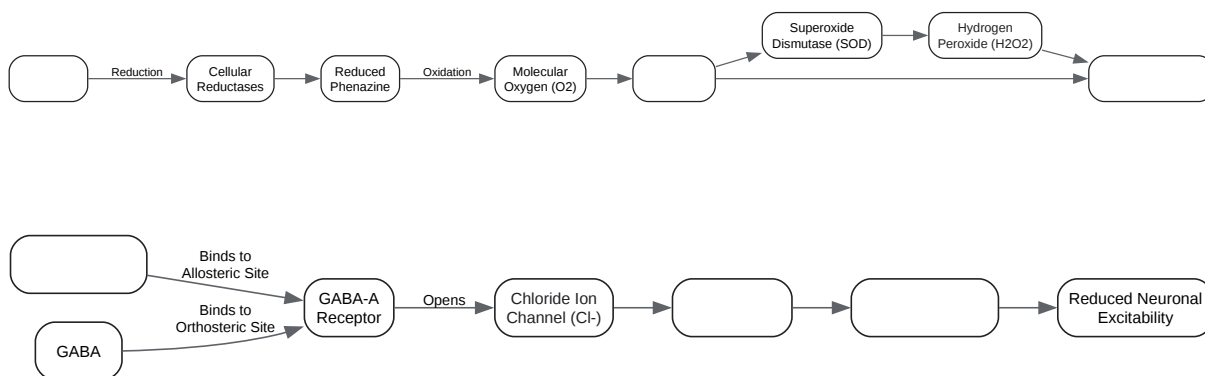 Superoxide
Dismutase (SOD)
Hydrogen
Peroxide (H2O2)
Reduction
Cellular
Reductases
Reduced
Phenazine
Oxidation
Molecular
Oxygen (O2)
Binds to
Allosteric Site
Binds to
Orthosteric Site
GABA
GABA-A
Receptor
Opens
Chloride Ion
Channel (Cl-)
Reduced Neuronal
Excitability